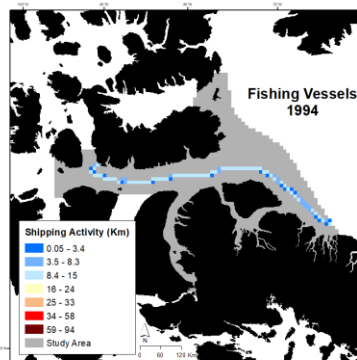 Fishing Vessels
1994
Shipping Activity (Km)
0.05 - 3.4
3.5 - 8.3
8.4 - 15
16 - 24
25 - 33
34 - 58
59 - 94
Study Area
N
0 30 60 120 Km